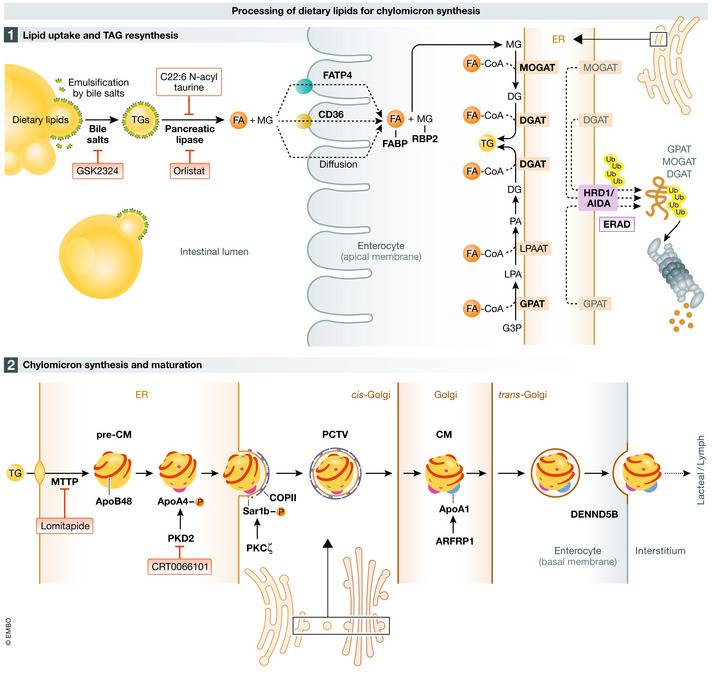 Processing of dietary lipids for chylomicron synthesis
1 Lipid uptake and TAG resynthesis
Emulsification
by bile salts
Dietary lipids
Bile
salts
GSK2324
TGs
C22:6 N-acyl
taurine
Pancreatic
lipase
Orlistat
FA + MG
FATP4
CD36
Diffusion
FA + MG
FABP
RBP2
Intestinal lumen
Enterocyte
(apical membrane)
MG
FA-CoA
MOGAT
DG
FA-CoA
DGAT
TG
FA-CoA
DGAT
DG
PA
FA-CoA
LPAAT
LPA
FA-CoA
GPAT
G3P
ER
MOGAT
DGAT
HRD1/
AIDA
ERAD
GPAT
Ub
Ub
Ub
Ub
GPAT
MOGAT
DGAT
Ub
Ub
Ub
Ub
2 Chylomicron synthesis and maturation
ER
cis-Golgi
Golgi
trans-Golgi
TG
MTTP
Lomitapide
pre-CM
ApoB48
ApoA4-P
PKD2
CRT0066101
COPII
Sar1b-P
PKCζ
PCTV
CM
ApoA1
ARFRP1
DENND5B
Enterocyte
(basal membrane)
Interstitium
Lacteal / Lymph
© EMBO